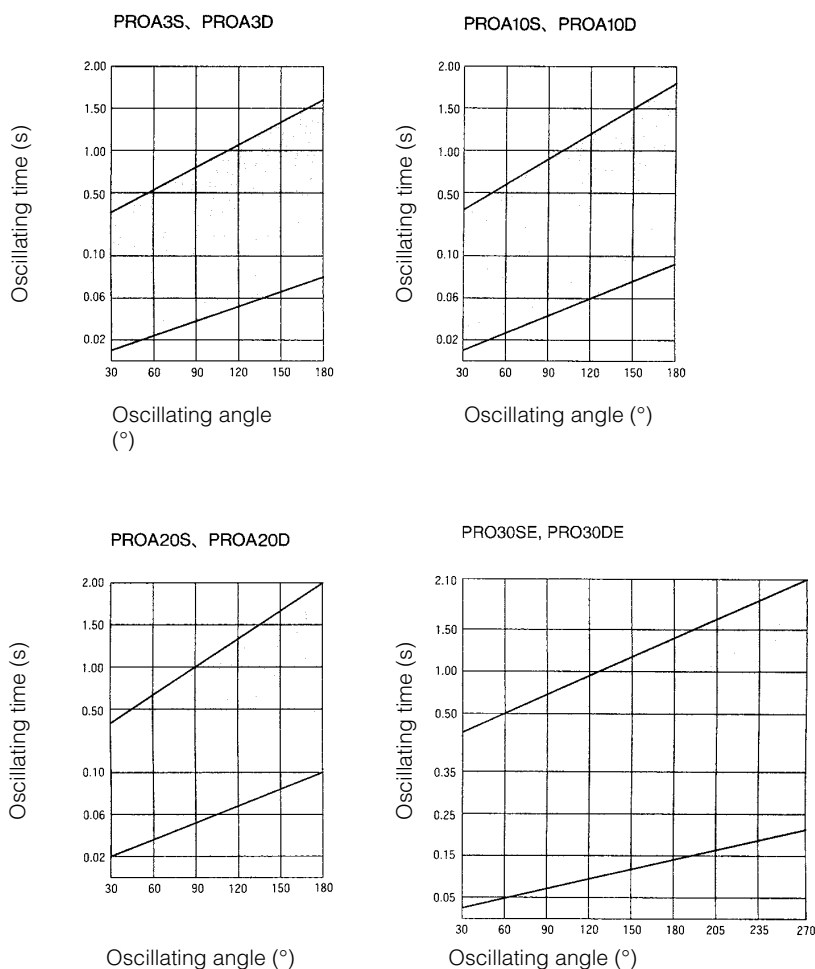 PROA3S、PROA3D
Oscillating time (s)
2.00
1.50
1.00
0.50
0.10
0.06
0.02
30 60 90 120 150 180
Oscillating angle
(°)
PROA10S、PROA10D
Oscillating time (s)
2.00
1.50
1.00
0.50
0.10
0.06
0.02
30 60 90 120 150 180
Oscillating angle (°)
PROA20S、PROA20D
Oscillating time (s)
2.00
1.50
1.00
0.50
0.10
0.06
0.02
30 60 90 120 150 180
Oscillating angle (°)
PRO30SE, PRO30DE
Oscillating time (s)
2.10
1.50
1.00
0.50
0.35
0.25
0.15
0.05
30 60 90 120 150 180 205 235 270
Oscillating angle (°)